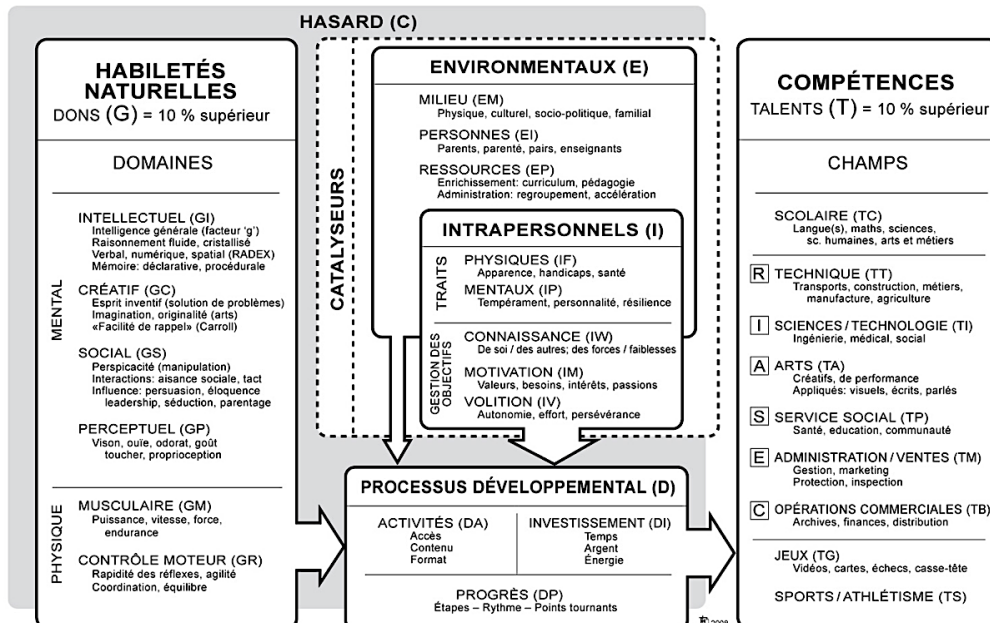 HASARD (C)
HABILETÉS
NATURELLES
DONS (G) = 10 % supérieur
DOMAINES
MENTAL
INTELLECTUEL (GI)
Intelligence générale (facteur ‘g’)
Raisonnement fluide, cristallisé
Verbal, numérique, spatial (RADEX)
Mémoire: déclarative, procédurale
CRÉATIF (GC)
Esprit inventif (solution de problèmes)
Imagination, originalité (arts)
«Facilité de rappel» (Carroll)
SOCIAL (GS)
Perspicacité (manipulation)
Interactions: aisance sociale, tact
Influence: persuasion, éloquence
leadership, séduction, parentage
PERCEPTUEL (GP)
Vison, ouïe, odorat, goût
toucher, proprioception
PHYSIQUE
MUSCULAIRE (GM)
Puissance, vitesse, force,
endurance
CONTRÔLE MOTEUR (GR)
Rapidité des réflexes, agilité
Coordination, équilibre
CATALYSEURS
ENVIRONMENTAUX (E)
MILIEU (EM)
Physique, culturel, socio-politique, familial
PERSONNES (EI)
Parents, parenté, pairs, enseignants
RESSOURCES (EP)
Enrichissement: curriculum, pédagogie
Administration: regroupement, accélération
INTRAPERSONNELS (I)
TRAITS
PHYSIQUES (IF)
Apparence, handicaps, santé
MENTAUX (IP)
Tempérament, personnalité, résilience
GESTION DES
OBJECTIFS
CONNAISSANCE (IW)
De soi / des autres; des forces / faiblesses
MOTIVATION (IM)
Valeurs, besoins, intérêts, passions
VOLITION (IV)
Autonomie, effort, persévérance
PROCESSUS DÉVELOPPEMENTAL (D)
ACTIVITÉS (DA)
Accès
Contenu
Format
INVESTISSEMENT (DI)
Temps
Argent
Énergie
PROGRÈS (DP)
Étapes – Rythme – Points tournants
2008
COMPÉTENCES
TALENTS (T) = 10 % supérieur
CHAMPS
SCOLAIRE (TC)
Langue(s), maths, sciences,
sc. humaines, arts et métiers
R TECHNIQUE (TT)
Transports, construction, métiers,
manufacture, agriculture
I SCIENCES / TECHNOLOGIE (TI)
Ingénierie, médical, social
A ARTS (TA)
Créatifs, de performance
Appliqués: visuels, écrits, parlés
S SERVICE SOCIAL (TP)
Santé, education, communauté
E ADMINISTRATION / VENTES (TM)
Gestion, marketing
Protection, inspection
C OPÉRATIONS COMMERCIALES (TB)
Archives, finances, distribution
JEUX (TG)
Vidéos, cartes, échecs, casse-tête
SPORTS / ATHLÉTISME (TS)